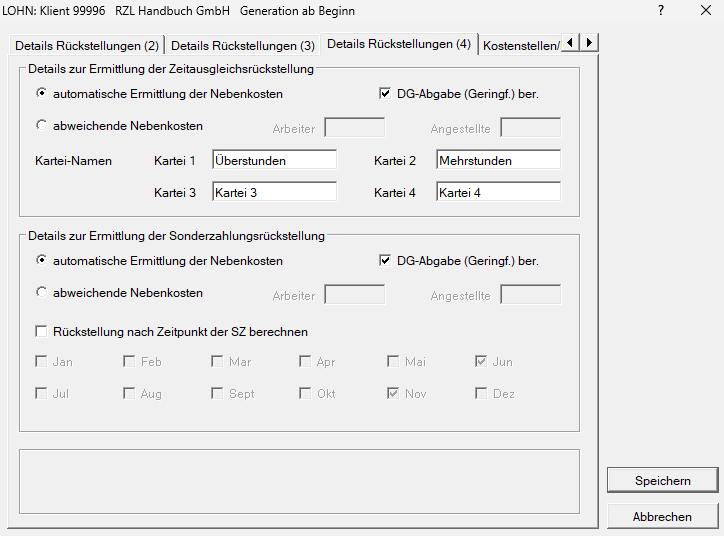 LOHN: Klient 99996   RZL Handbuch GmbH   Generation ab Beginn
Details Rückstellungen (2) Details Rückstellungen (3) Details Rückstellungen (4) Kostenstellen/
Details zur Ermittlung der Zeitausgleichsrückstellung
automatische Ermittlung der Nebenkosten DG-Abgabe (Geringf.) ber.
abweichende Nebenkosten Arbeiter Angestellte
Kartei-Namen Kartei 1 Überstunden Kartei 2 Mehrstunden
Kartei 3 Kartei 3 Kartei 4 Kartei 4
Details zur Ermittlung der Sonderzahlungsrückstellung
automatische Ermittlung der Nebenkosten DG-Abgabe (Geringf.) ber.
abweichende Nebenkosten Arbeiter Angestellte
Rückstellung nach Zeitpunkt der SZ berechnen
Jan Feb Mar Apr Mai Jun
Jul Aug Sept Okt Nov Dez
Speichern
Abbrechen